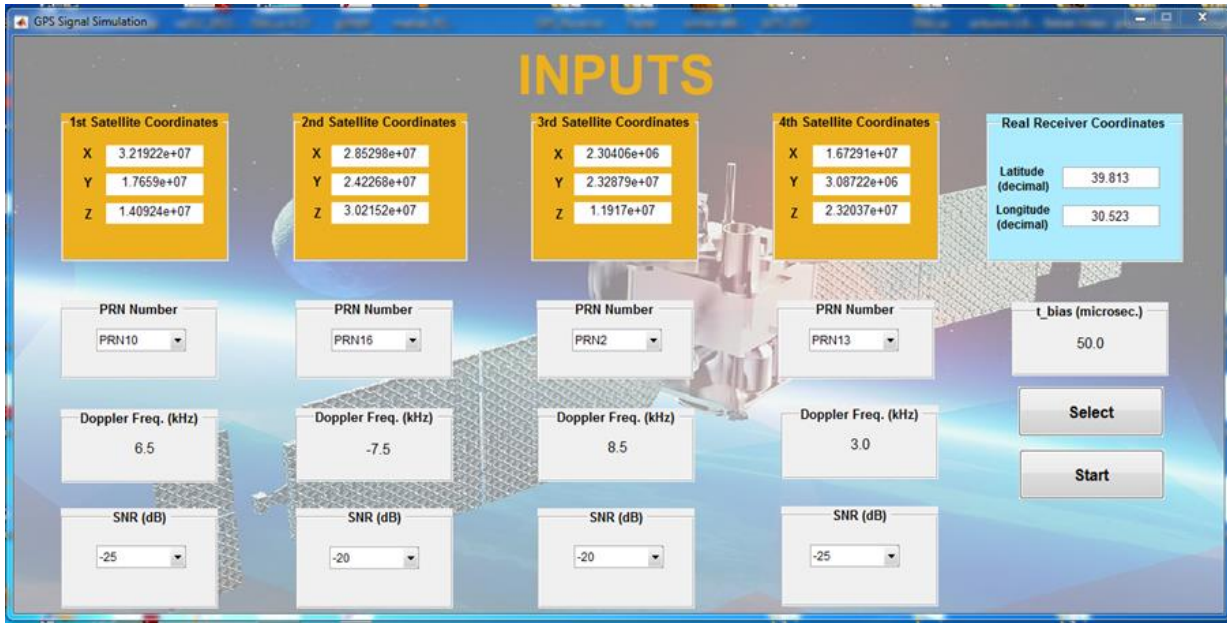 GPS Signal Simulation
INPUTS
1st Satellite Coordinates
X 3.21922e+07
Y 1.7659e+07
Z 1.40924e+07
2nd Satellite Coordinates
X 2.85298e+07
Y 2.42268e+07
Z 3.02152e+07
3rd Satellite Coordinates
X 2.30406e+06
Y 2.32879e+07
Z 1.1917e+07
4th Satellite Coordinates
X 1.67291e+07
Y 3.08722e+06
Z 2.32037e+07
Real Receiver Coordinates
Latitude
(decimal)
39.813
Longitude
(decimal)
30.523
PRN Number
PRN10
PRN Number
PRN16
PRN Number
PRN2
PRN Number
PRN13
t_bias (microsec.)
50.0
Doppler Freq. (kHz)
6.5
Doppler Freq. (kHz)
-7.5
Doppler Freq. (kHz)
8.5
Doppler Freq. (kHz)
3.0
Select
Start
SNR (dB)
-25
SNR (dB)
-20
SNR (dB)
-20
SNR (dB)
-25